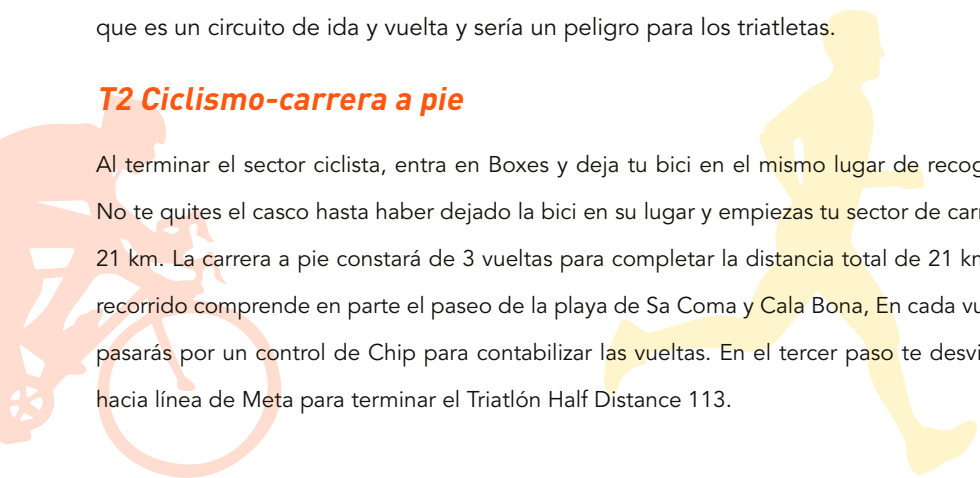 que es un circuito de ida y vuelta y sería un peligro para los triatletas.
T2 Ciclismo-carrera a pie
Al terminar el sector ciclista, entra en Boxes y deja tu bici en el mismo lugar de recog
No te quites el casco hasta haber dejado la bici en su lugar y empiezas tu sector de carr
21 km. La carrera a pie constará de 3 vueltas para completar la distancia total de 21 km
recorrido comprende en parte el paseo de la playa de Sa Coma y Cala Bona, En cada vu
pasarás por un control de Chip para contabilizar las vueltas. En el tercer paso te desvi
hacia línea de Meta para terminar el Triatlón Half Distance 113.